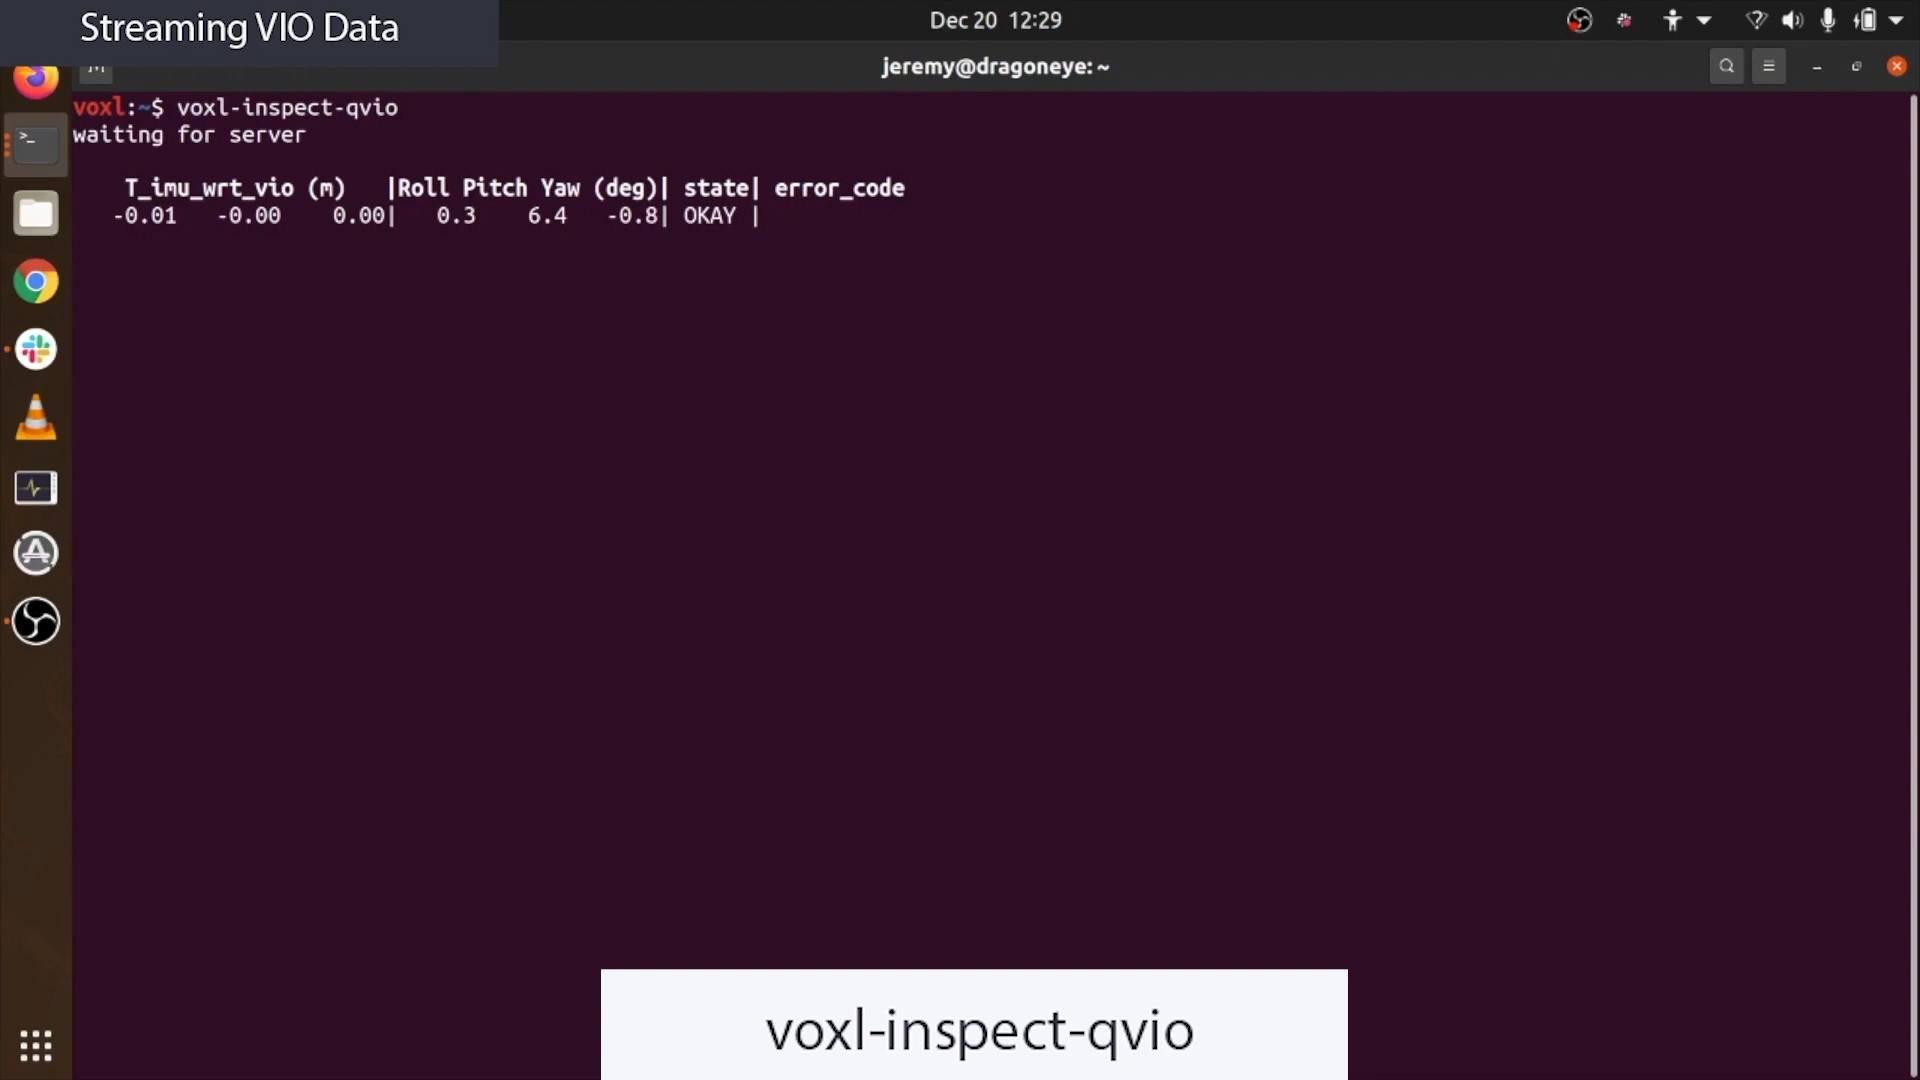 Streaming VIO Data
Dec 20 12:29
jeremy@dragoneye: ~
voxl:~$ voxl-inspect-qvio
waiting for server
T_imu_wrt_vio (m) |Roll Pitch Yaw (deg)| state| error_code
-0.01 -0.00 0.00| 0.3 6.4 -0.8| OKAY |
voxl-inspect-qvio